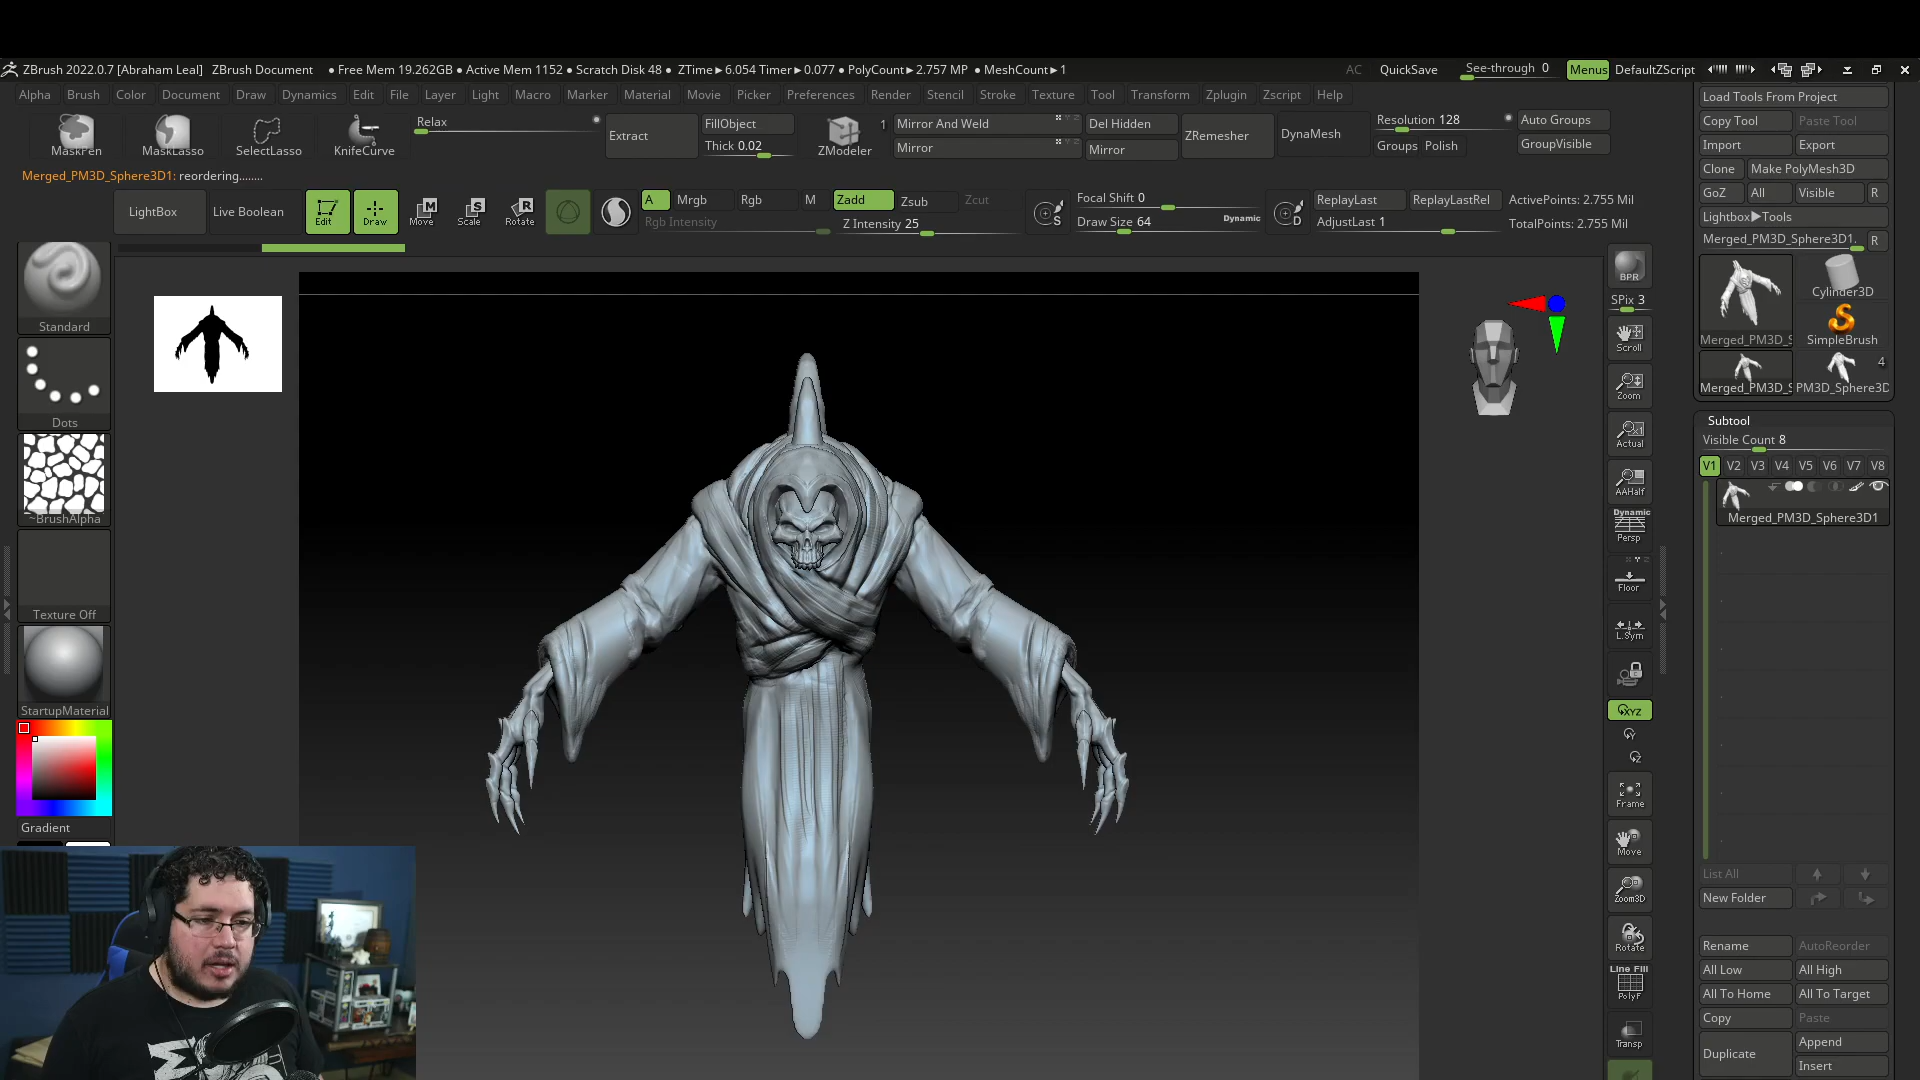 ZBrush 2022.0.7 [Abraham Leal] ZBrush Document • Free Mem 19.262GB • Active Mem 1152 • Scratch Disk 48 • ZTime►6.054 Timer►0.077 • PolyCount►2.757 MP • MeshCount►1 AC QuickSave See-through 0 Menus DefaultZScript
Alpha Brush Color Document Draw Dynamics Edit File Layer Light Macro Marker Material Movie Picker Preferences Render Stencil Stroke Texture Tool Transform Zplugin Zscript Help
MaskPen MaskLasso SelectLasso KnifeCurve Relax Extract FillObject Thick 0.02 ZModeler 1 Mirror And Weld Mirror Del Hidden Mirror ZRemesher DynaMesh Resolution 128 Groups Polish Auto Groups GroupVisible
Merged_PM3D_Sphere3D1: reordering........
LightBox Live Boolean Edit Draw Move Scale Rotate A Mrgb Rgb M Zadd Zsub Zcut
Rgb Intensity Z Intensity 25
Focal Shift 0
Draw Size 64 Dynamic
ReplayLast ReplayLastRel ActivePoints: 2.755 Mil
AdjustLast 1 TotalPoints: 2.755 Mil
Standard
Dots
~BrushAlpha
Texture Off
StartupMaterial
Gradient
BPR
SPix 3
Scroll
Zoom
Actual
AAHalf
Dynamic
Persp
Floor
L.Sym
XYZ
Y
Z
Frame
Move
Zoom3D
Rotate
Line Fill
PolyF
Transp
Load Tools From Project
Copy Tool Paste Tool
Import Export
Clone Make PolyMesh3D
GoZ All Visible R
Lightbox►Tools
Merged_PM3D_Sphere3D1. R
Cylinder3D
Merged_PM3D_S SimpleBrush
4
Merged_PM3D_S PM3D_Sphere3D
Subtool
Visible Count 8
V1 V2 V3 V4 V5 V6 V7 V8
Merged_PM3D_Sphere3D1
List All
New Folder
Rename AutoReorder
All Low All High
All To Home All To Target
Copy Paste
Duplicate Append
Insert